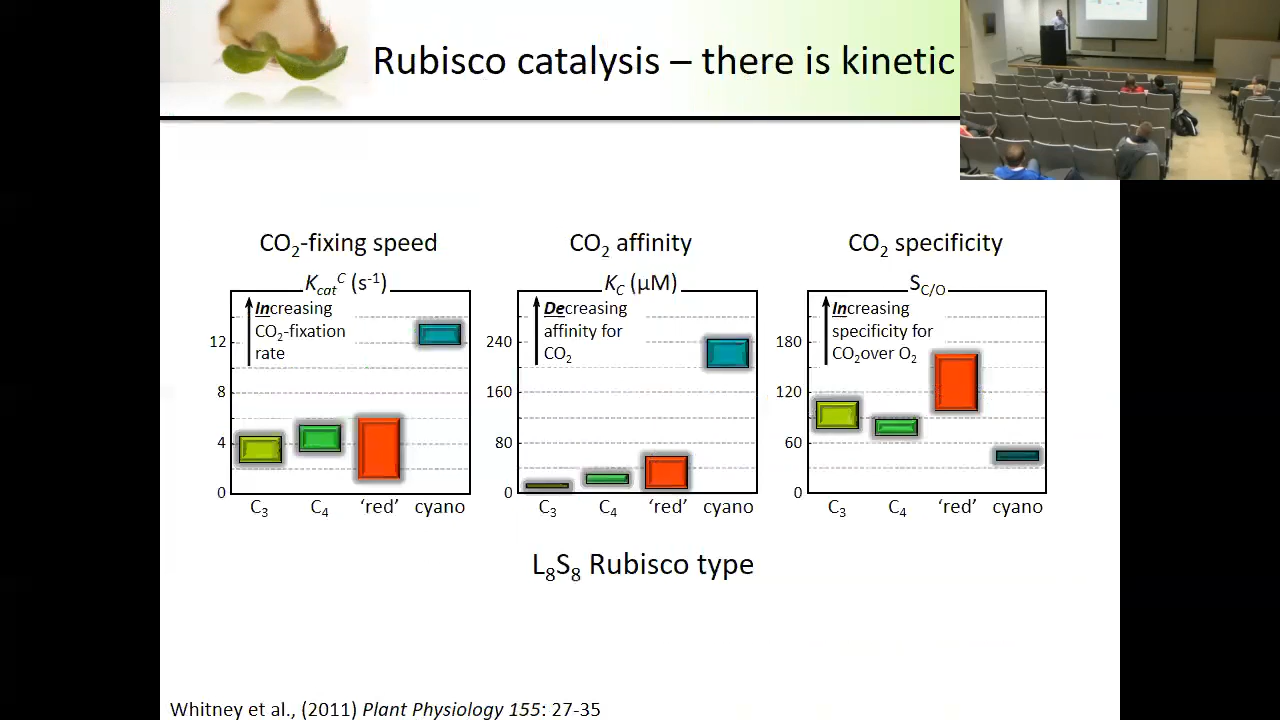 Rubisco catalysis – there is kinetic
CO2-fixing speed
KcatC (s-1)
Increasing
CO2-fixation
rate
12
8
4
0
C3 C4 'red' cyano
CO2 affinity
KC (µM)
Decreasing
affinity for
CO2
240
160
80
0
C3 C4 'red' cyano
CO2 specificity
SC/O
Increasing
specificity for
CO2over O2
180
120
60
0
C3 C4 'red' cyano
L8S8 Rubisco type
Whitney et al., (2011) Plant Physiology 155: 27-35